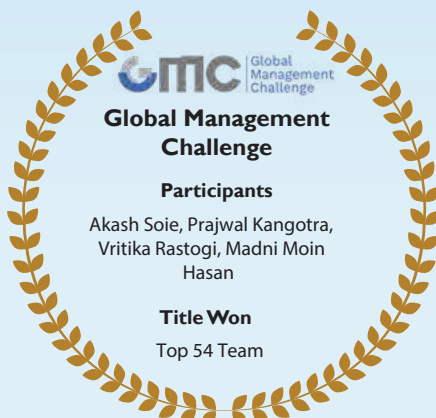 GMC
Global
Management
Challenge
Global Management
Challenge
Participants
Akash Soie, Prajwal Kangotra,
Vritika Rastogi, Madni Moin
Hasan
Title Won
Top 54 Team